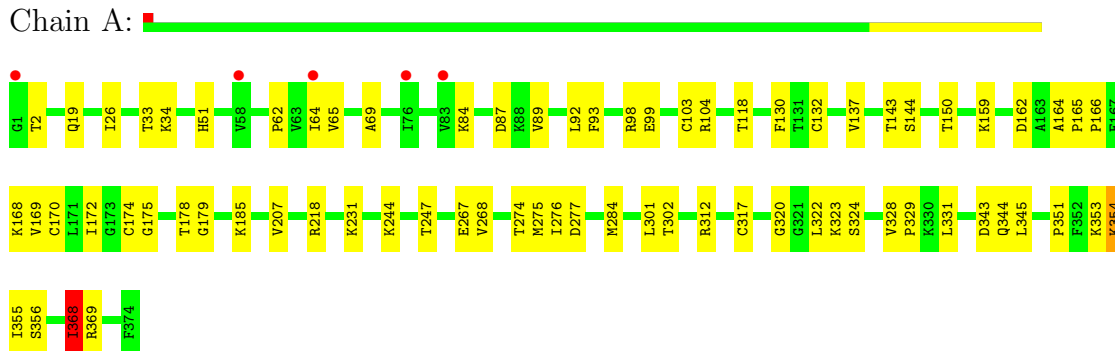 Chain A:
G1 T2 Q19 I26 T33 K34 H51 V58 P62 V63 I64 V65 A69 I76 V83 K84 D87 K88 V89 L92 F93 R98 E99 C103 R104 T118 F130 T131 C132 V137 T143 S144 T150 K159 D162 A163 A164 P165 P166 E167
K168 V169 C170 L171 I172 G173 C174 G175 T178 G179 K185 V207 R218 K231 K244 T247 E267 V268 T274 M275 I276 D277 M284 L301 T302 R312 C317 G320 G321 L322 K323 S324 V328 P329 K330 L331 D343 Q344 L345 P351 F352 K353 K354
I355 S356 I368 R369 F374